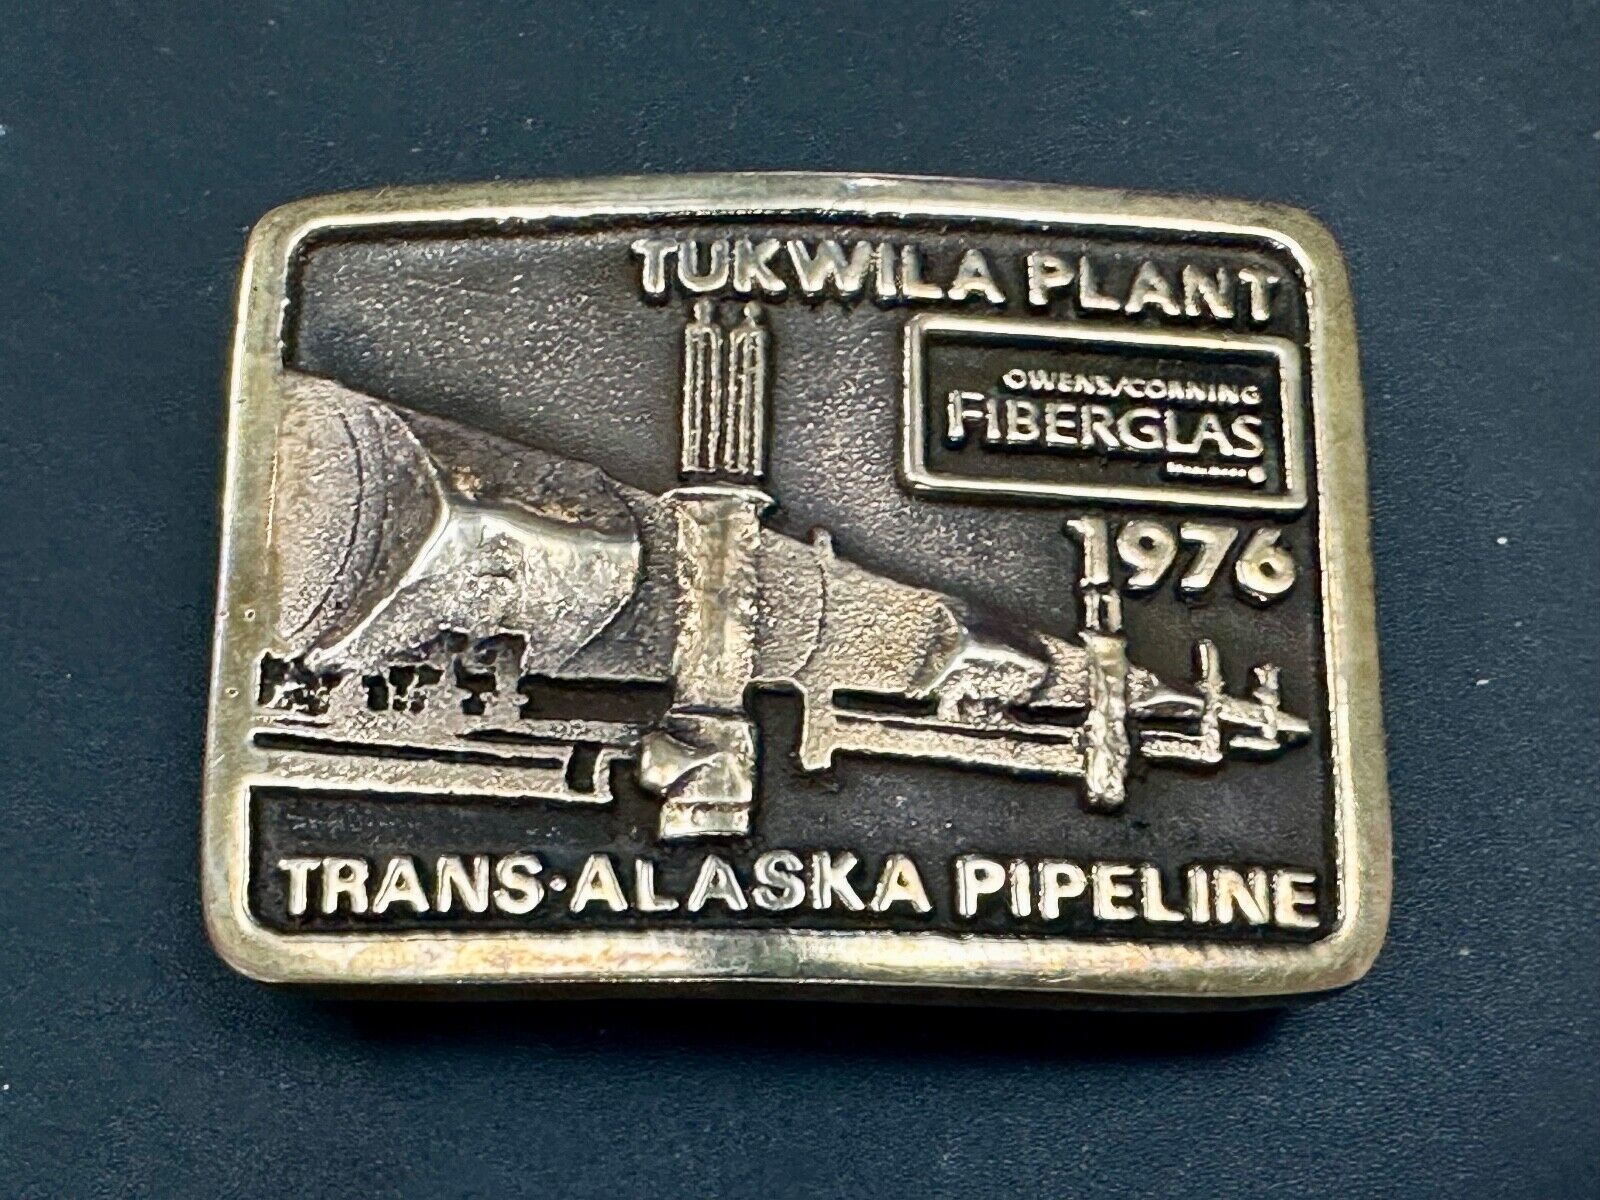 TUKWILA PLANT
OWENS/CORNING
FIBERGLAS
1976
TRANS·ALASKA PIPELINE